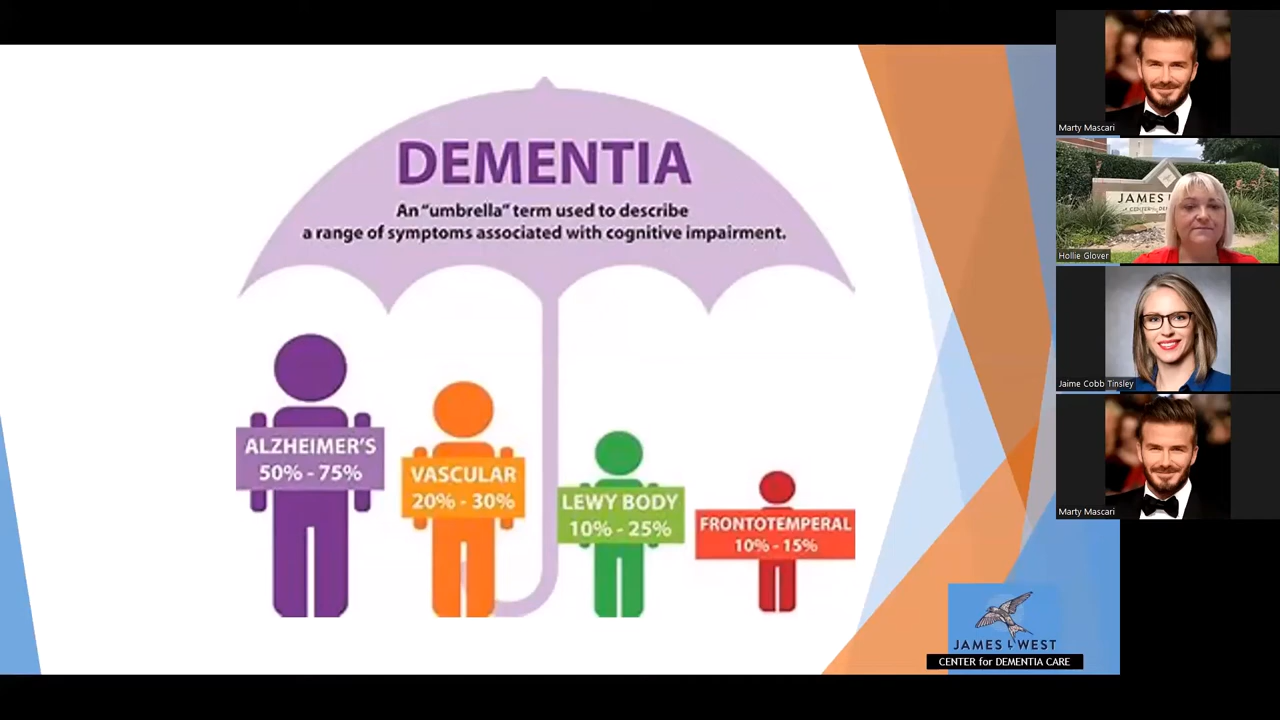 DEMENTIA
An “umbrella” term used to describe
a range of symptoms associated with cognitive impairment.
ALZHEIMER'S
50% - 75%
VASCULAR
20% - 30%
LEWY BODY
10% - 25%
FRONTOTEMPERAL
10% - 15%
JAMES L WEST
CENTER for DEMENTIA CARE
Marty Mascari
JAMES L
Hollie Glover
Jaime Cobb Tinsley
Marty Mascari